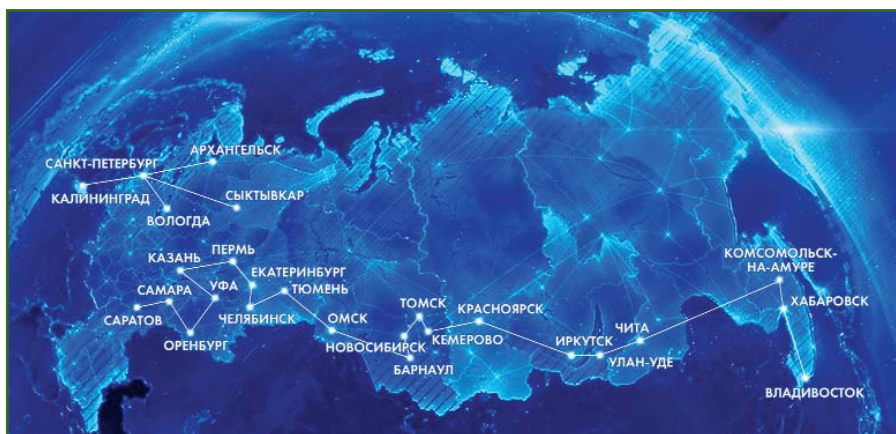 АРХАНГЕЛЬСК
САНКТ-ПЕТЕРБУРГ
КАЛИНИНГРАД
СЫКТЫВКАР
ВОЛОГДА
ПЕРМЬ
КАЗАНЬ
ЕКАТЕРИНБУРГ
ТЮМЕНЬ
УФА
САМАРА
САРАТОВ
ЧЕЛЯБИНСК
ОРЕНБУРГ
ОМСК
ТОМСК
НОВОСИБИРСК
БАРНАУЛ
КЕМЕРОВО
КРАСНОЯРСК
ИРКУТСК
ЧИТА
УЛАН-УДЕ
КОМСОМОЛЬСК-
НА-АМУРЕ
ХАБАРОВСК
ВЛАДИВОСТОК